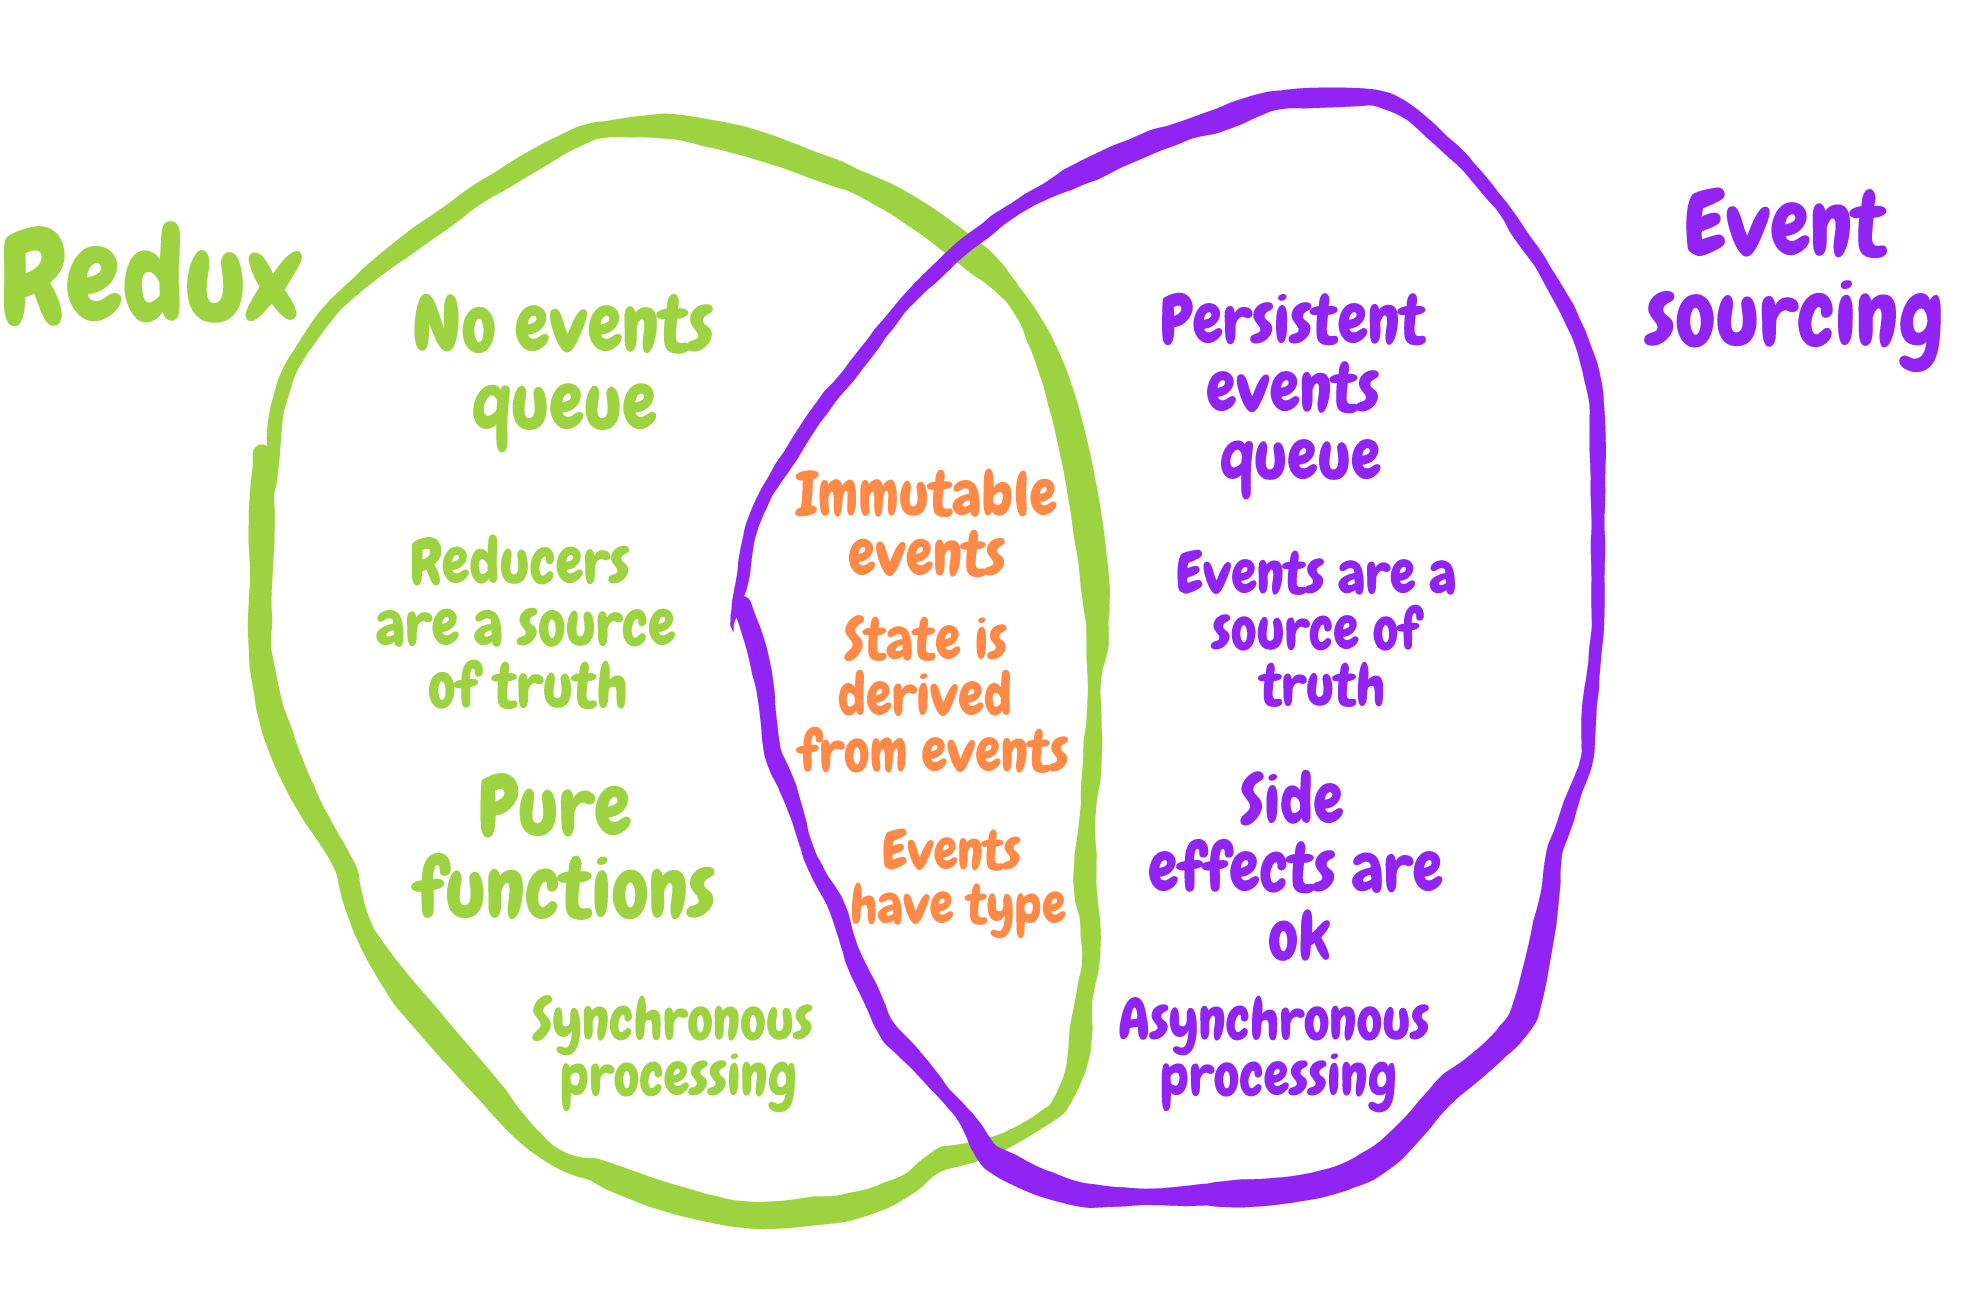 Redux
No events
queue
Reducers
are a source
of truth
Pure
functions
Synchronous
processing
Immutable
events
State is
derived
from events
Events
have type
Event
sourcing
Persistent
events
queue
Events are a
source of
truth
Side
effects are
ok
Asynchronous
processing